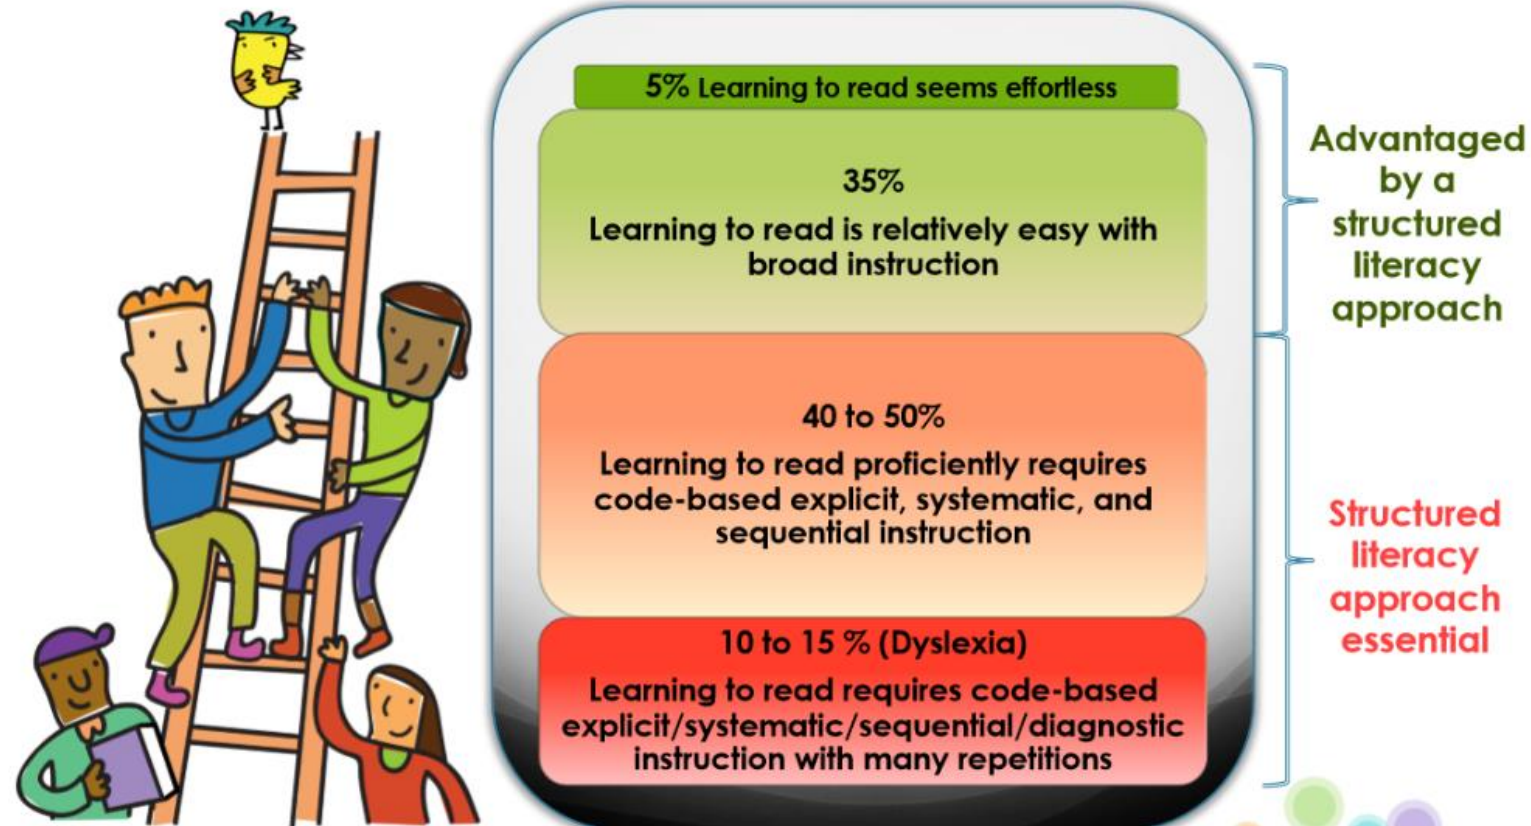 5% Learning to read seems effortless
35%
Learning to read is relatively easy with
broad instruction
40 to 50%
Learning to read proficiently requires
code-based explicit, systematic, and
sequential instruction
10 to 15 % (Dyslexia)
Learning to read requires code-based
explicit/systematic/sequential/diagnostic
instruction with many repetitions
Advantaged
by a
structured
literacy
approach
Structured
literacy
approach
essential